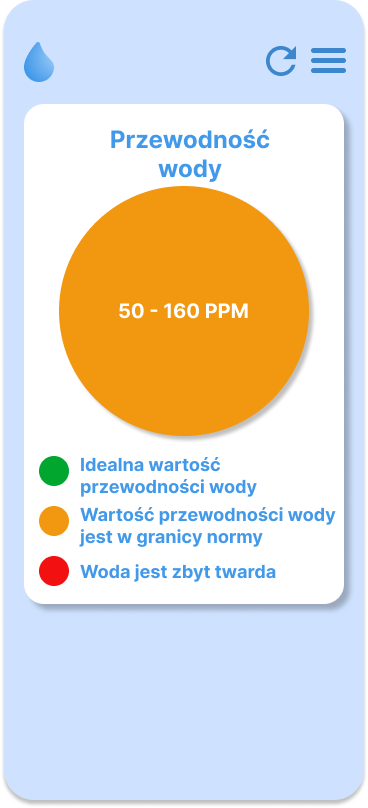 Przewodność
wody
50 - 160 PPM
Idealna wartość
przewodności wody
Wartość przewodności wody
jest w granicy normy
Woda jest zbyt twarda